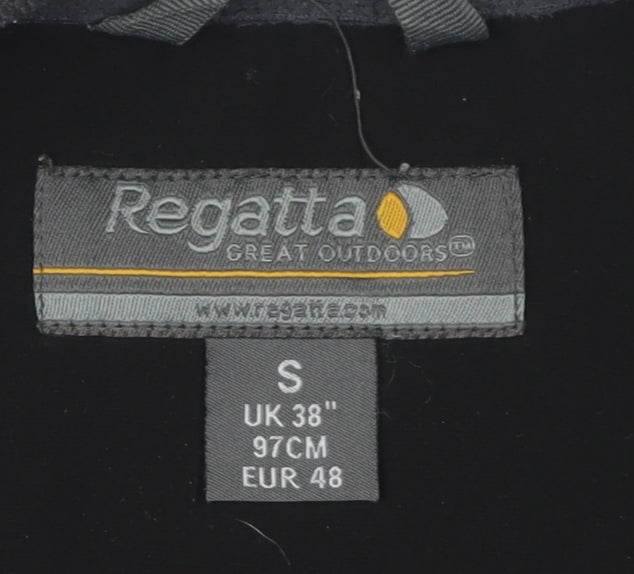 Regatta
GREAT OUTDOORS™
www.regatta.com
S
UK 38"
97CM
EUR 48